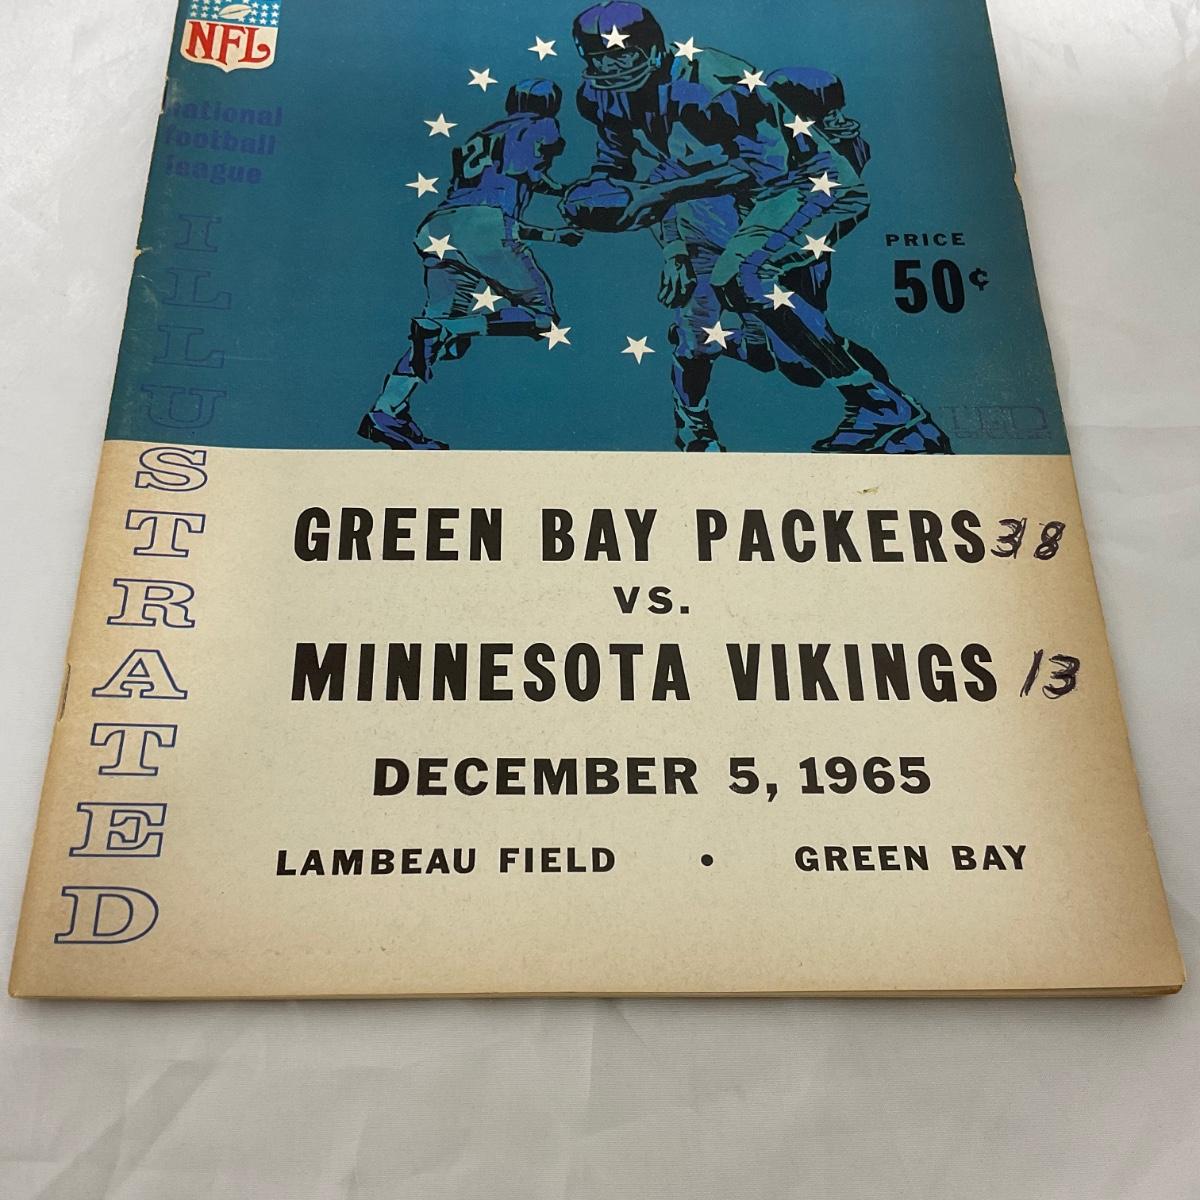 NFL
national
football
league
ILLUSTRATED
2
PRICE
50¢
GREEN BAY PACKERS 38
VS.
MINNESOTA VIKINGS 13
DECEMBER 5, 1965
LAMBEAU FIELD • GREEN BAY